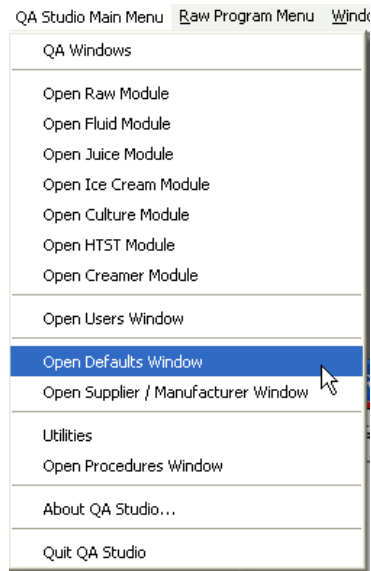 QA Studio Main Menu Raw Program Menu
QA Windows
Open Raw Module
Open Fluid Module
Open Juice Module
Open Ice Cream Module
Open Culture Module
Open HTST Module
Open Creamer Module
Open Users Window
Open Defaults Window
Open Supplier / Manufacturer Window
Utilities
Open Procedures Window
About QA Studio...
Quit QA Studio